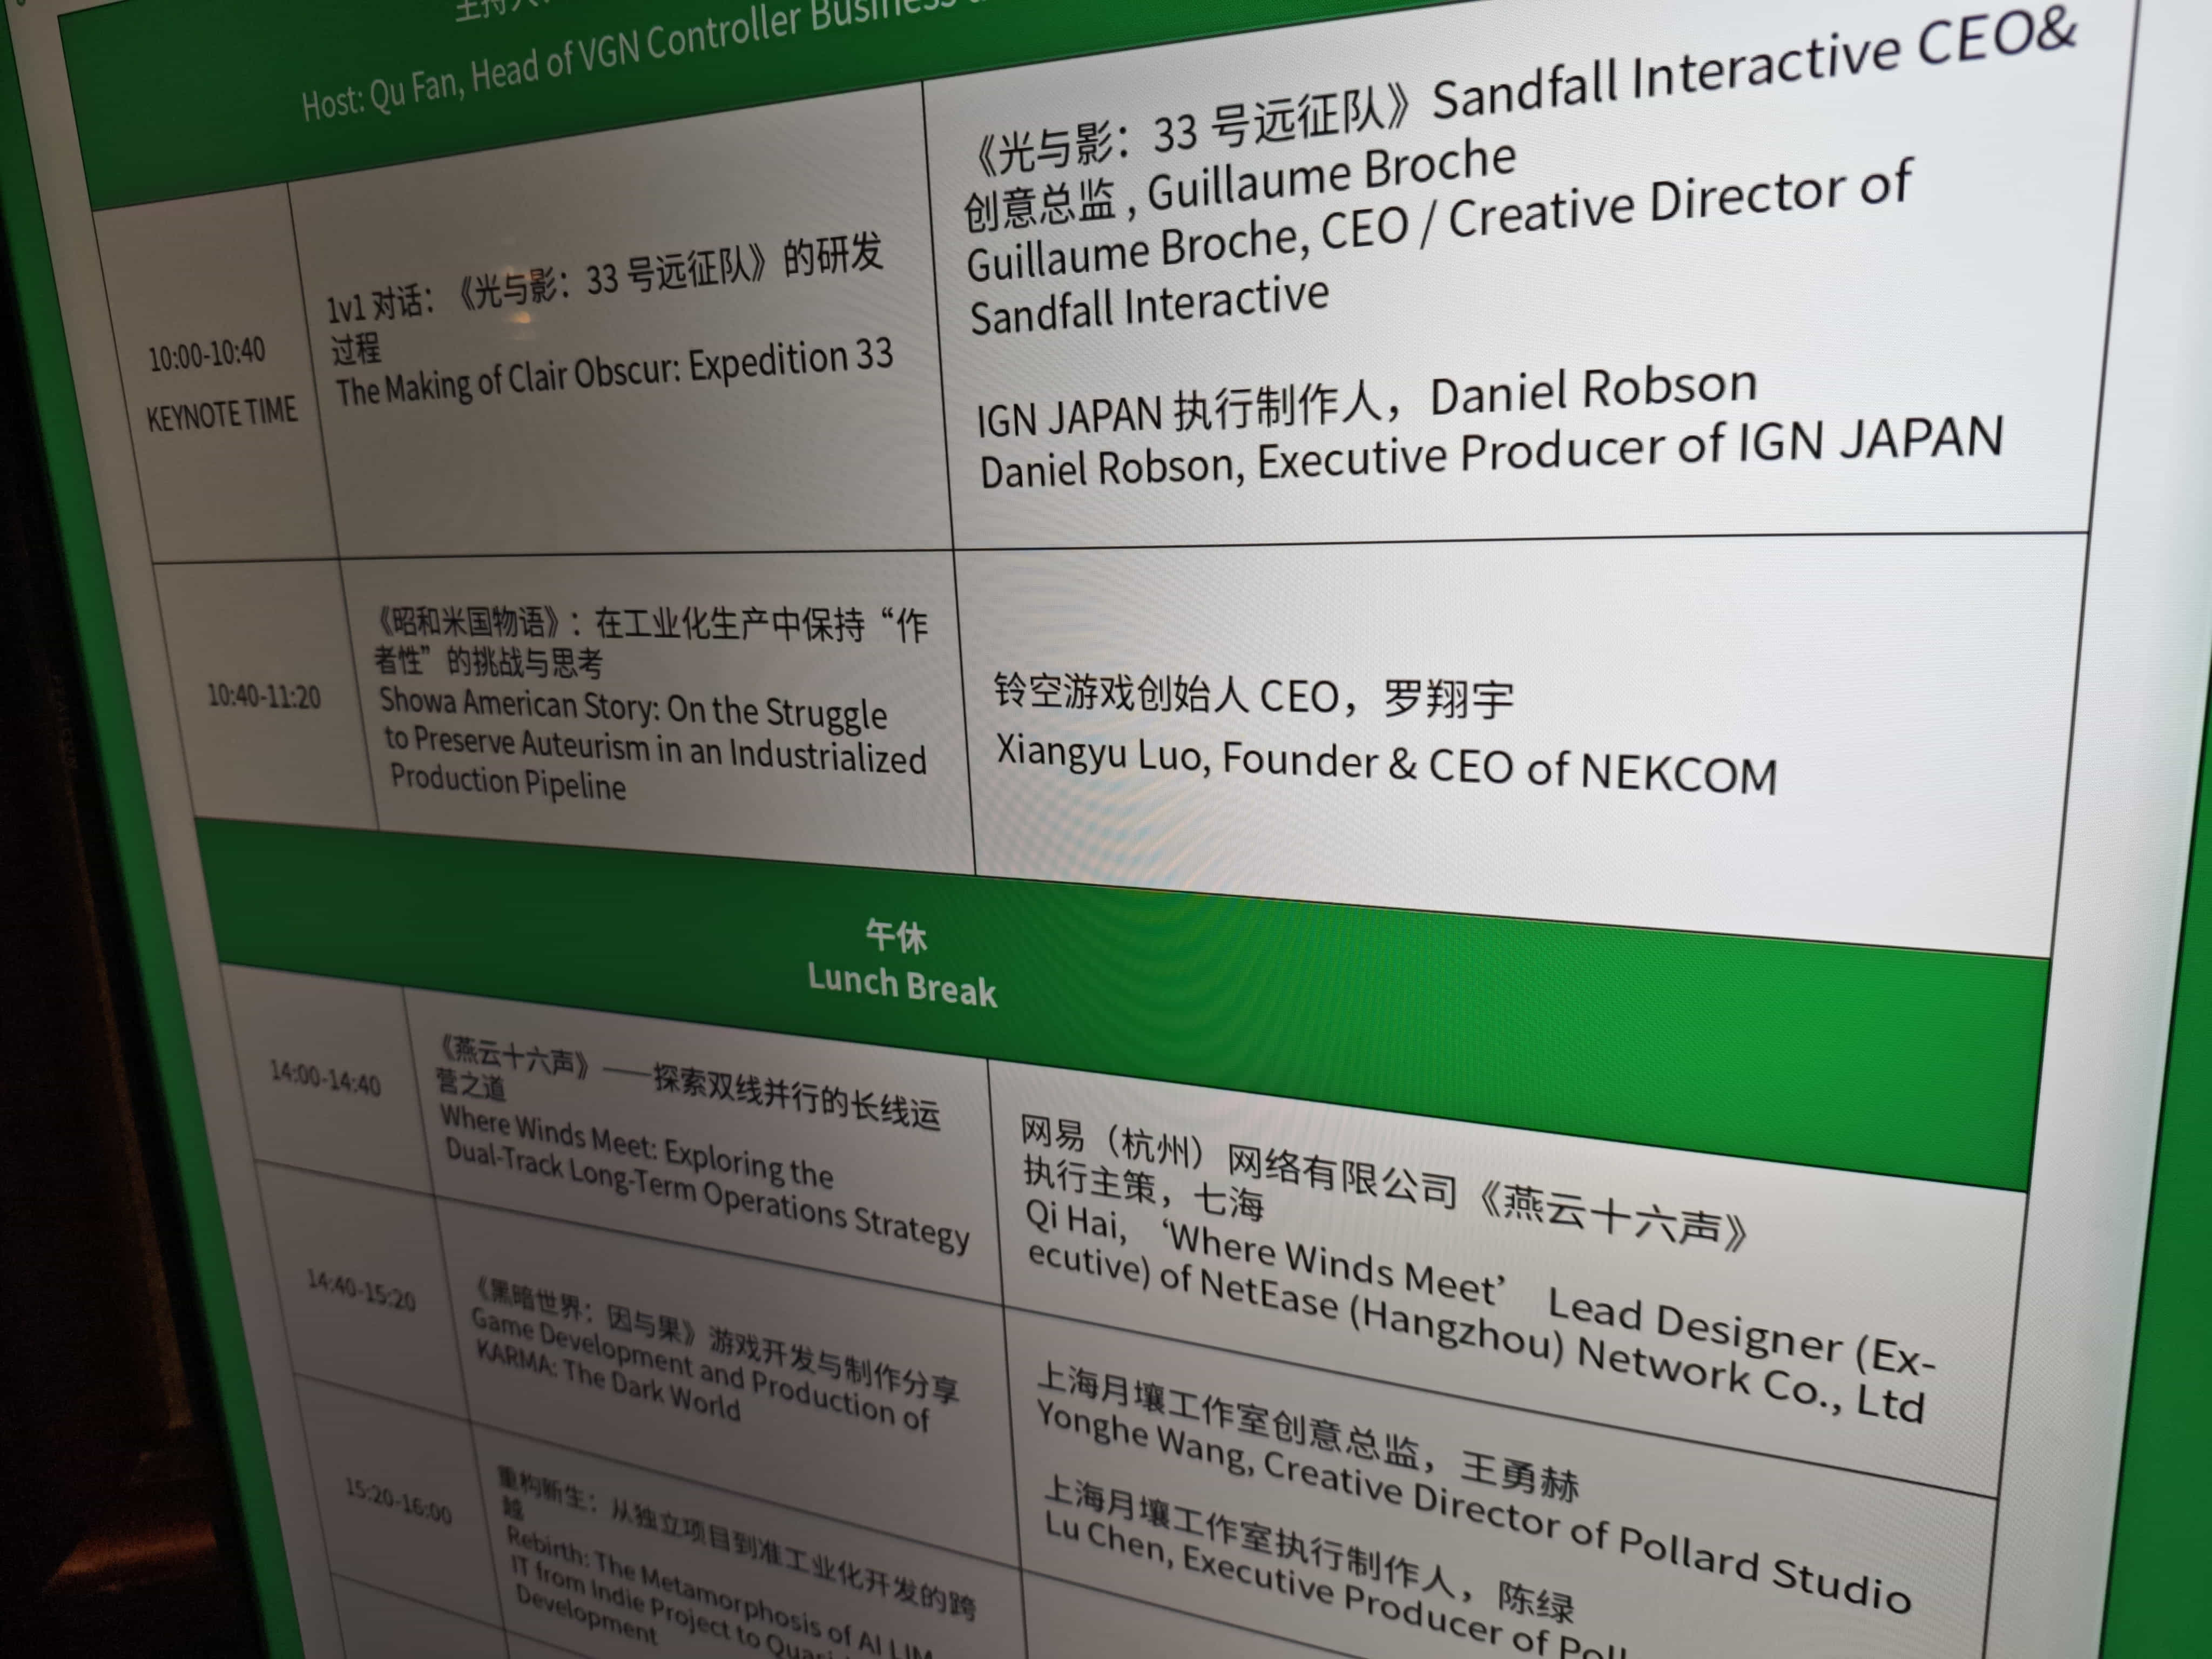 Host: Qu Fan, Head of VGN Controller Business
10:00-10:40
KEYNOTE TIME
1v1 对话：《光与影：33 号远征队》的研发
过程
The Making of Clair Obscur: Expedition 33
《光与影：33 号远征队》Sandfall Interactive CEO&
创意总监 , Guillaume Broche
Guillaume Broche, CEO / Creative Director of
Sandfall Interactive
IGN JAPAN 执行制作人，Daniel Robson
Daniel Robson, Executive Producer of IGN JAPAN
10:40-11:20
《昭和米国物语》：在工业化生产中保持“作
者性”的挑战与思考
Showa American Story: On the Struggle
to Preserve Auteurism in an Industrialized
Production Pipeline
铃空游戏创始人 CEO，罗翔宇
Xiangyu Luo, Founder & CEO of NEKCOM
午休
Lunch Break
14:00-14:40
《燕云十六声》——探索双线并行的长线运
营之道
Where Winds Meet: Exploring the
Dual-Track Long-Term Operations Strategy
网易（杭州）网络有限公司《燕云十六声》
执行主策，七海
Qi Hai, ‘Where Winds Meet’ Lead Designer (Ex-
ecutive) of NetEase (Hangzhou) Network Co., Ltd
14:40-15:20
《黑暗世界：因与果》游戏开发与制作分享
Game Development and Production of
KARMA: The Dark World
上海月壤工作室创意总监，王勇赫
Yonghe Wang, Creative Director of Pollard Studio
上海月壤工作室执行制作人，陈绿
Lu Chen, Executive Producer of
15:20-16:00
重构新生：从独立项目到准工业化开发的跨
越
Rebirth: The Metamorphosis of AI LIM
IT from Indie Project to
Development